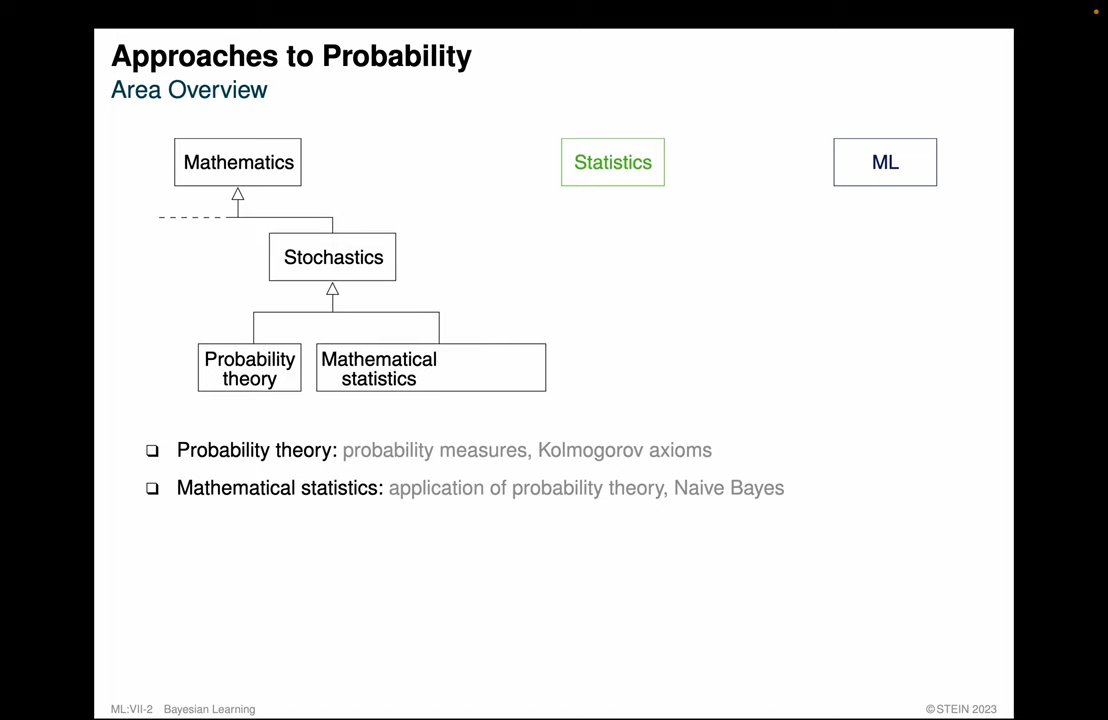 Approaches to Probability
Area Overview
Mathematics
Statistics
ML
Stochastics
Probability
theory
Mathematical
statistics
❏ Probability theory: probability measures, Kolmogorov axioms
❏ Mathematical statistics: application of probability theory, Naive Bayes
ML:VII-2 Bayesian Learning
© STEIN 2023